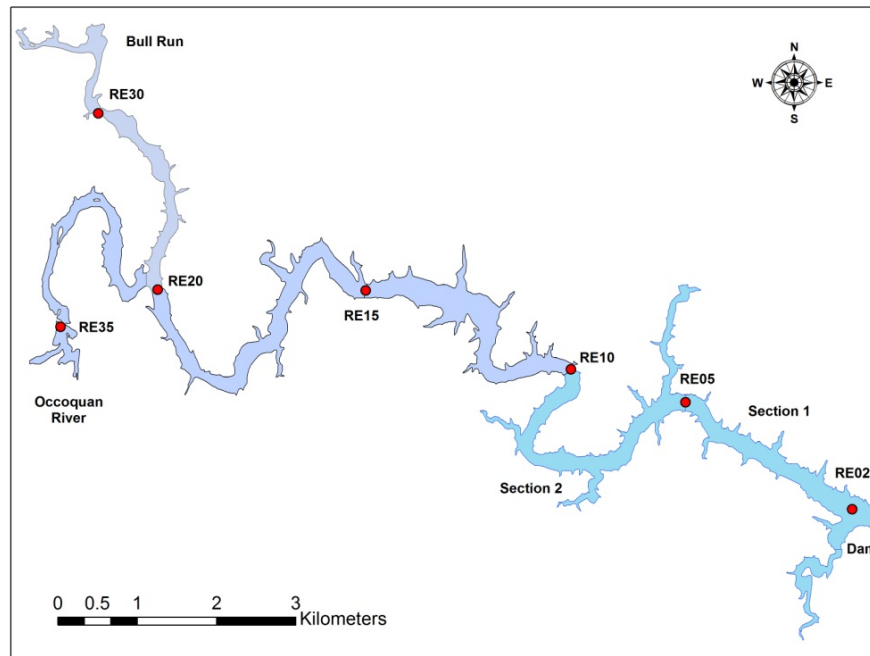 Bull Run
N
W
E
S
RE30
RE20
RE15
RE35
RE10
RE05
Occoquan
River
Section 1
RE02
Section 2
Dam
0 0.5 1 2 3
Kilometers